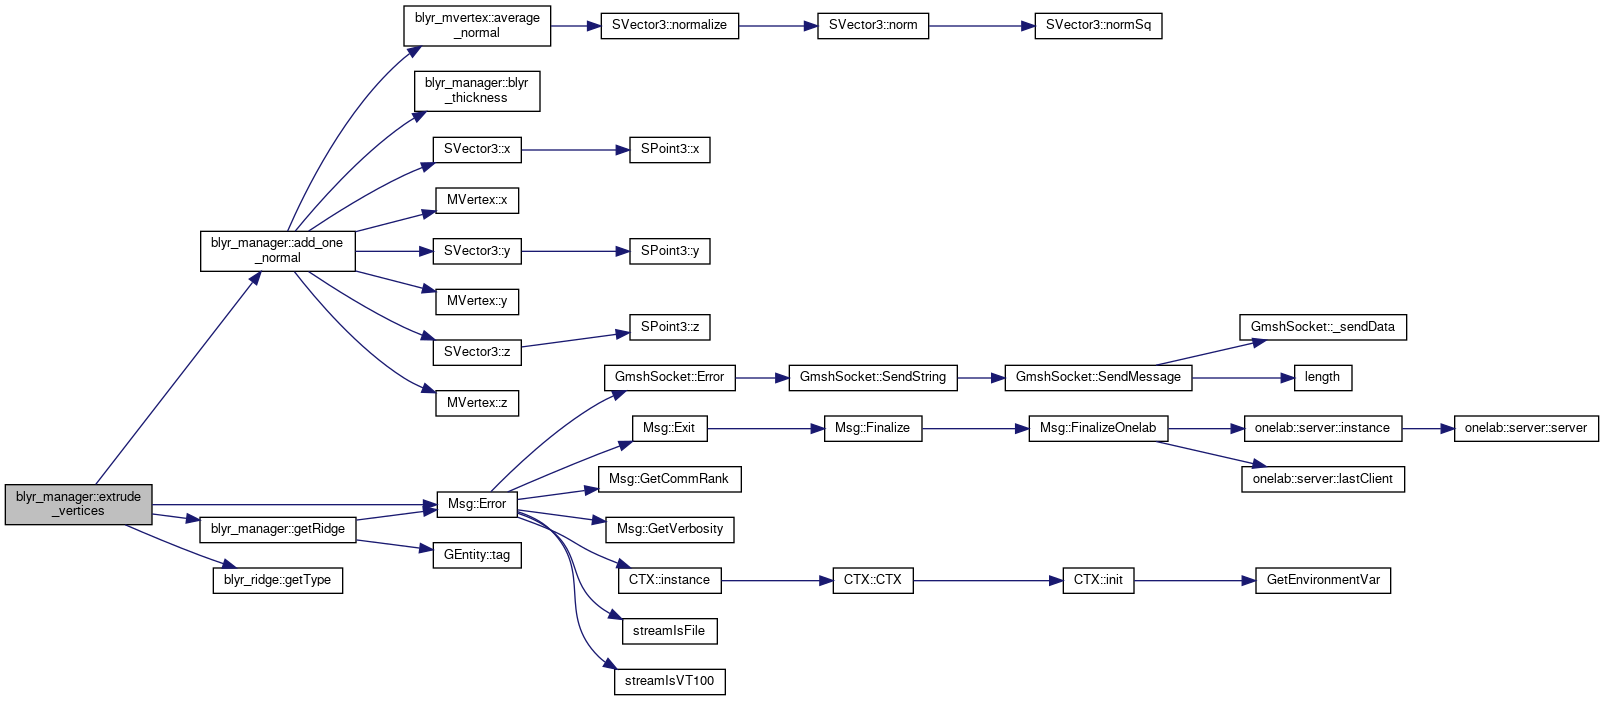 blyr_mvertex::average
_normal
SVector3::normalize
SVector3::norm
SVector3::normSq
blyr_manager::blyr
_thickness
SVector3::x
SPoint3::x
MVertex::x
blyr_manager::add_one
_normal
SVector3::y
SPoint3::y
MVertex::y
SVector3::z
SPoint3::z
MVertex::z
GmshSocket::_sendData
GmshSocket::Error
GmshSocket::SendString
GmshSocket::SendMessage
length
Msg::Exit
Msg::Finalize
Msg::FinalizeOnelab
onelab::server::instance
onelab::server::server
Msg::GetCommRank
onelab::server::lastClient
blyr_manager::extrude
_vertices
Msg::Error
blyr_manager::getRidge
Msg::GetVerbosity
GEntity::tag
blyr_ridge::getType
CTX::instance
CTX::CTX
CTX::init
GetEnvironmentVar
streamIsFile
streamIsVT100